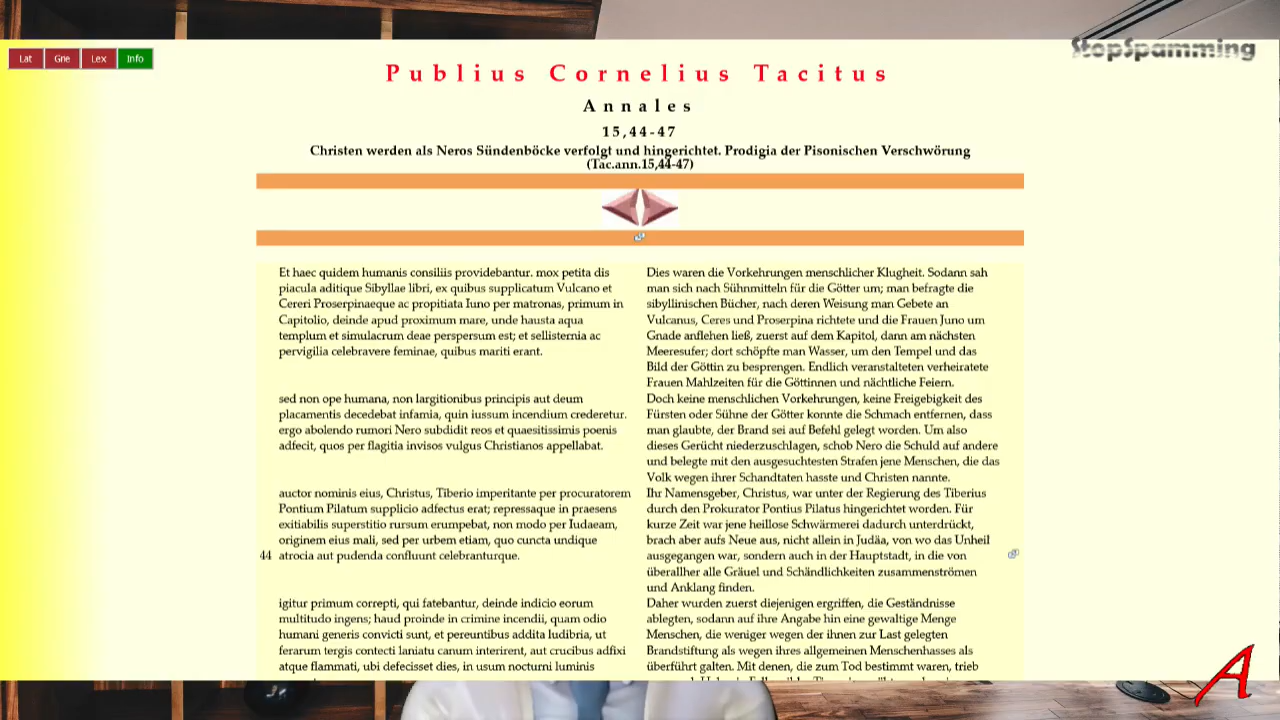 Lat Grie Lex Info
StopSpamming
Publius Cornelius Tacitus
Annales
15,44-47
Christen werden als Neros Sündenböcke verfolgt und hingerichtet. Prodigia der Pisonischen Verschwörung
(Tac.ann.15,44-47)
Et haec quidem humanis consiliis providebantur. mox petita dis
piacula aditique Sibyllae libri, ex quibus supplicatum Vulcano et
Cereri Proserpinaeque ac propitiata Iuno per matronas, primum in
Capitolio, deinde apud proximum mare, unde hausta aqua
templum et simulacrum deae perspersum est; et sellisternia ac
pervigilia celebravere feminae, quibus mariti erant.
sed non ope humana, non largitionibus principis aut deum
placamentis decedebat infamia, quin iussum incendium crederetur.
ergo abolendo rumori Nero subdidit reos et quaesitissimis poenis
adfecit, quos per flagitia invisos vulgus Christianos appellabat.
auctor nominis eius, Christus, Tiberio imperitante per procuratorem
Pontium Pilatum supplicio adfectus erat; repressaque in praesens
exitiabilis superstitio rursum erumpebat, non modo per Iudaeam,
originem eius mali, sed per urbem etiam, quo cuncta undique
44 atrocia aut pudenda confluunt celebranturque.
igitur primum correpti, qui fatebantur, deinde indicio eorum
multitudo ingens; haud proinde in crimine incendii, quam odio
humani generis convicti sunt, et pereuntibus addita ludibria, ut
ferarum tergis contecti laniatu canum interirent, aut crucibus adfixi
atque flammati, ubi defecisset dies, in usum nocturni luminis
Dies waren die Vorkehrungen menschlicher Klugheit. Sodann sah
man sich nach Sühnmitteln für die Götter um; man befragte die
sibyllinischen Bücher, nach deren Weisung man Gebete an
Vulcanus, Ceres und Proserpina richtete und die Frauen Juno um
Gnade anflehen ließ, zuerst auf dem Kapitol, dann am nächsten
Meeresufer; dort schöpfte man Wasser, um den Tempel und das
Bild der Göttin zu besprengen. Endlich veranstalteten verheiratete
Frauen Mahlzeiten für die Göttinnen und nächtliche Feiern.
Doch keine menschlichen Vorkehrungen, keine Freigebigkeit des
Fürsten oder Sühne der Götter konnte die Schmach entfernen, dass
man glaubte, der Brand sei auf Befehl gelegt worden. Um also
dieses Gerücht niederzuschlagen, schob Nero die Schuld auf andere
und belegte mit den ausgesuchtesten Strafen jene Menschen, die das
Volk wegen ihrer Schandtaten hasste und Christen nannte.
Ihr Namensgeber, Christus, war unter der Regierung des Tiberius
durch den Prokurator Pontius Pilatus hingerichtet worden. Für
kurze Zeit war jene heillose Schwärmerei dadurch unterdrückt,
brach aber aufs Neue aus, nicht allein in Judäa, von wo das Unheil
ausgegangen war, sondern auch in der Hauptstadt, in die von
überallher alle Gräuel und Schändlichkeiten zusammenströmen
und Anklang finden.
Daher wurden zuerst diejenigen ergriffen, die Geständnisse
ablegten, sodann auf ihre Angabe hin eine gewaltige Menge
Menschen, die weniger wegen der ihnen zur Last gelegten
Brandstiftung als wegen ihres allgemeinen Menschenhasses als
überführt galten. Mit denen, die zum Tod bestimmt waren, trieb
A